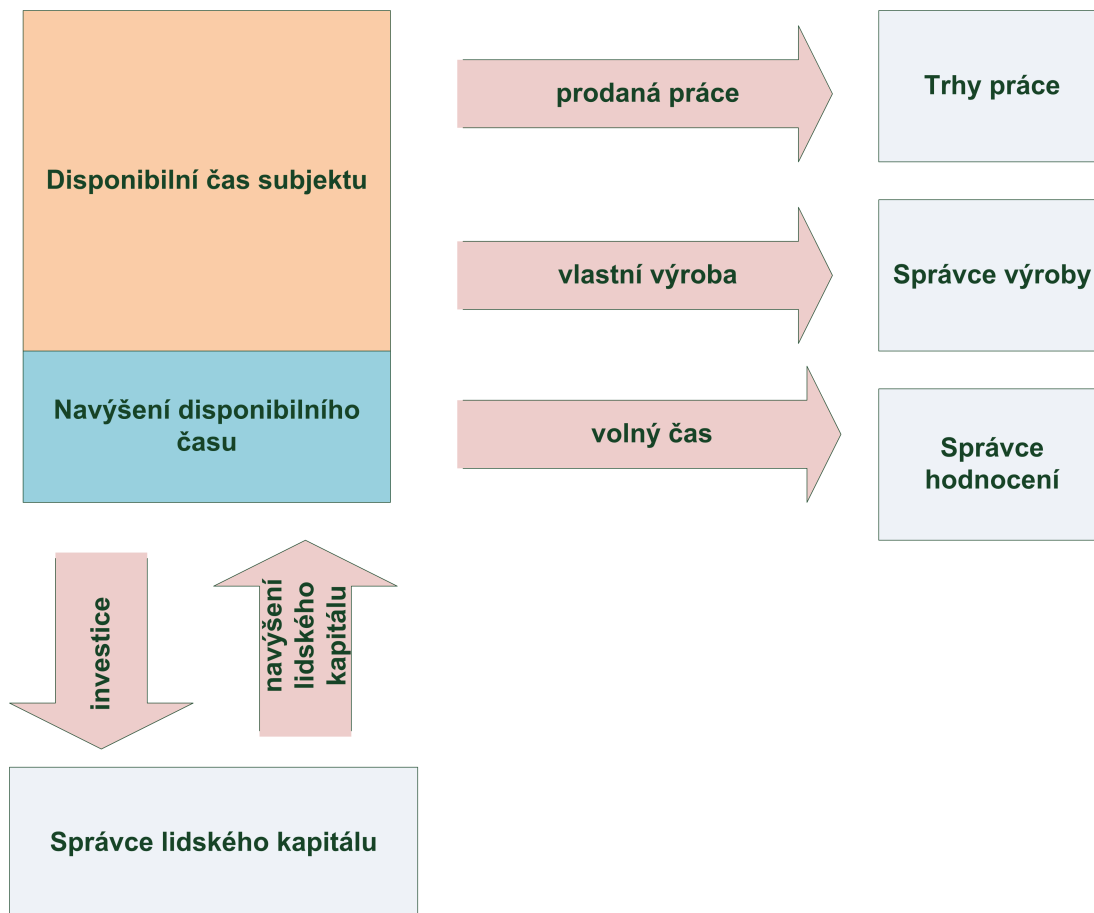 Disponibilní čas subjektu
Navýšení disponibilního
času
prodaná práce
Trhy práce
vlastní výroba
Správce výroby
volný čas
Správce
hodnocení
investice
navýšení
lidského
kapitálu
Správce lidského kapitálu